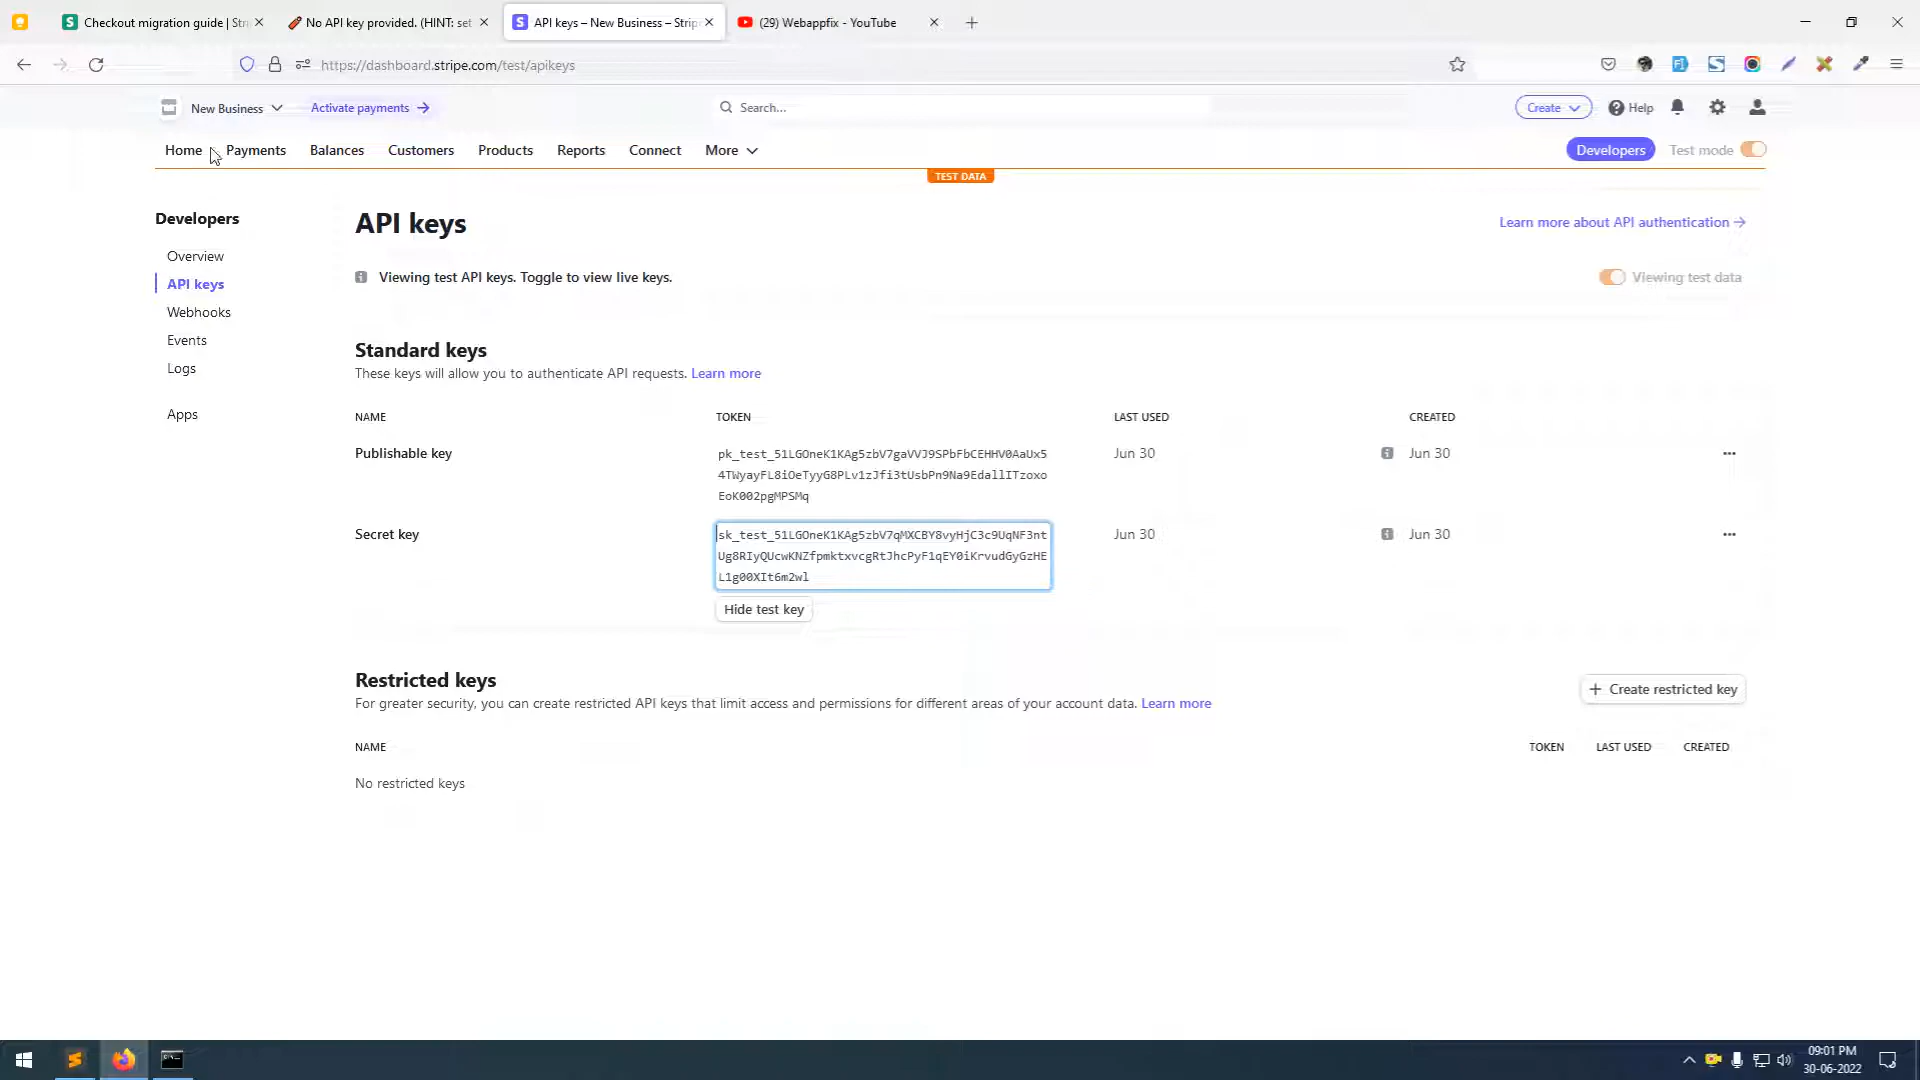 Checkout migration guide | Stri
No API key provided. (HINT: set
API keys – New Business – Strip
(29) Webappfix - YouTube
https://dashboard.stripe.com/test/apikeys
New Business
Activate payments
Search...
Create
Help
Home
Payments
Balances
Customers
Products
Reports
Connect
More
Developers
Test mode
TEST DATA
Developers
Overview
API keys
Webhooks
Events
Logs
Apps
API keys
Learn more about API authentication
Viewing test API keys. Toggle to view live keys.
Viewing test data
Standard keys
These keys will allow you to authenticate API requests. Learn more
NAME
TOKEN
LAST USED
CREATED
Publishable key
pk_test_51LGOneK1KAg5zbV7gaVVJ9SPbFbCEHHV0AaUx5
4TWyayFL8iOeTyyG8PLv1zJfi3tUsbPn9Na9EdallITzoxo
EoK002pgMPSMq
Jun 30
Jun 30
Secret key
sk_test_51LGOneK1KAg5zbV7qMXCBY8vyHjC3c9UqNF3nt
Ug8RIyQUcwKNZfpmktxvcgRtJhcPyF1qEY0iKrvudGyGzHE
L1g00XIt6m2wl
Jun 30
Jun 30
Hide test key
Restricted keys
Create restricted key
For greater security, you can create restricted API keys that limit access and permissions for different areas of your account data. Learn more
NAME
TOKEN
LAST USED
CREATED
No restricted keys
09:01 PM
30-06-2022